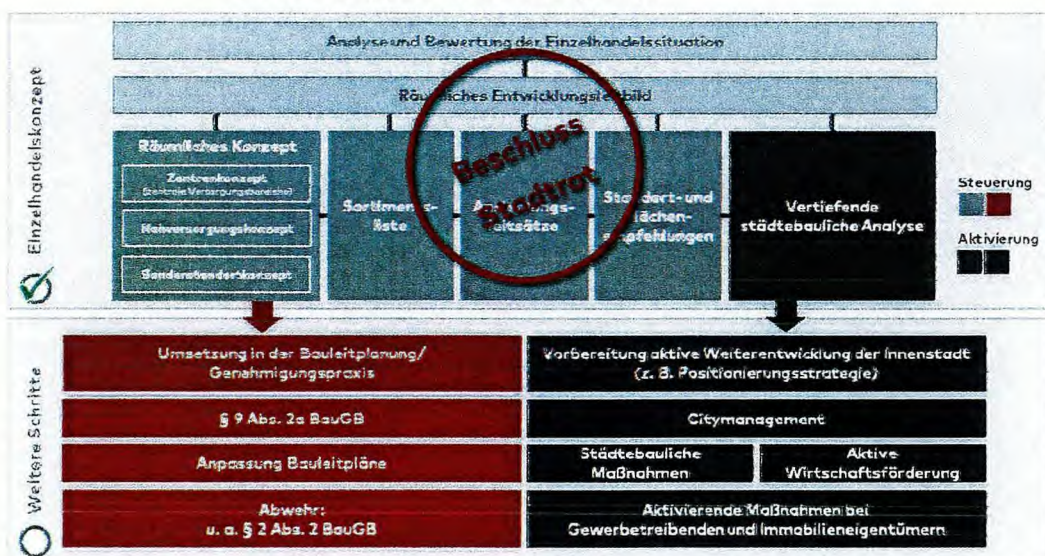 Analyse und Bewertung der Einzelhandelssituation
Räumliches Entwicklungsleitbild
Räumliches Konzept
Zentrenkonzept
(zentrale Versorgungsbereiche)
Nahversorgungskonzept
Sonderstandortkonzept
Sortiments-
liste
Ansiedlungs-
leitsätze
Standort- und
Flächen-
empfehlungen
Vertiefende
städtebauliche Analyse
Beschluss
Stadtrat
Einzelhandelskonzept
Steuerung
Aktivierung
Weitere Schritte
Umsetzung in der Bauleitplanung/
Genehmigungspraxis
§ 9 Abs. 2a BauGB
Anpassung Bauleitpläne
Abwehr:
u. a. § 2 Abs. 2 BauGB
Vorbereitung aktive Weiterentwicklung der Innenstadt
(z. B. Positionierungsstrategie)
Citymanagement
Städtebauliche
Maßnahmen
Aktive
Wirtschaftsförderung
Aktivierende Maßnahmen bei
Gewerbetreibenden und Immobilieneigentümern